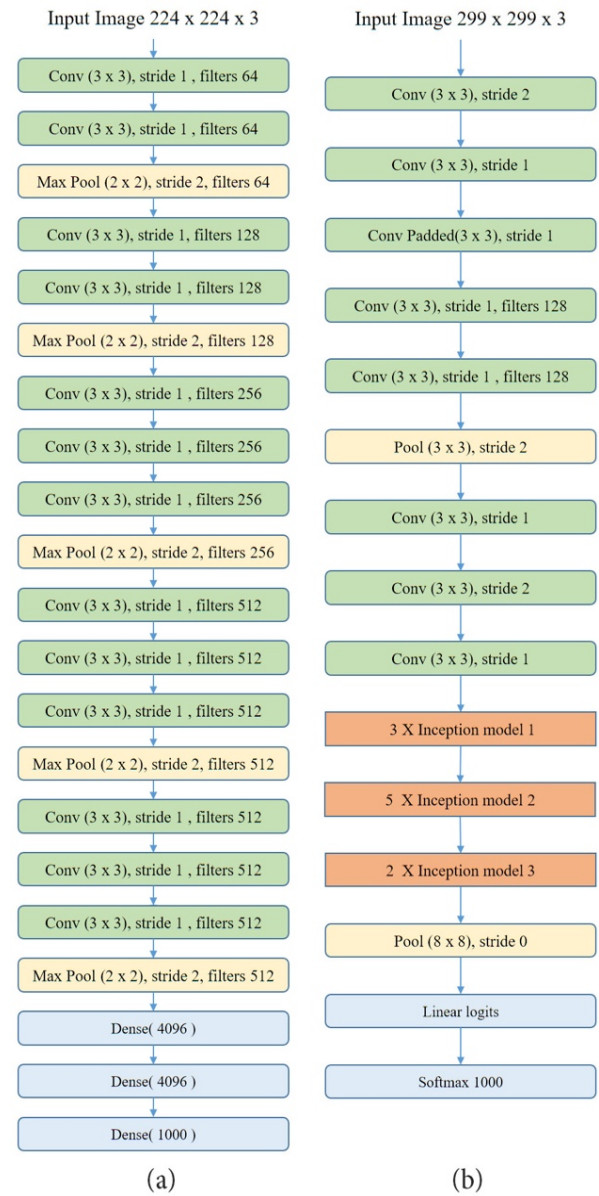 Input Image 224 x 224 x 3
Conv (3 x 3), stride 1 , filters 64
Conv (3 x 3), stride 1 , filters 64
Max Pool (2 x 2), stride 2, filters 64
Conv (3 x 3), stride 1, filters 128
Conv (3 x 3), stride 1 , filters 128
Max Pool (2 x 2), stride 2, filters 128
Conv (3 x 3), stride 1 , filters 256
Conv (3 x 3), stride 1 , filters 256
Conv (3 x 3), stride 1 , filters 256
Max Pool (2 x 2), stride 2, filters 256
Conv (3 x 3), stride 1 , filters 512
Conv (3 x 3), stride 1 , filters 512
Conv (3 x 3), stride 1 , filters 512
Max Pool (2 x 2), stride 2, filters 512
Conv (3 x 3), stride 1 , filters 512
Conv (3 x 3), stride 1 , filters 512
Conv (3 x 3), stride 1 , filters 512
Max Pool (2 x 2), stride 2, filters 512
Dense( 4096 )
Dense( 4096 )
Dense( 1000 )
(a)
Input Image 299 x 299 x 3
Conv (3 x 3), stride 2
Conv (3 x 3), stride 1
Conv Padded(3 x 3), stride 1
Conv (3 x 3), stride 1, filters 128
Conv (3 x 3), stride 1 , filters 128
Pool (3 x 3), stride 2
Conv (3 x 3), stride 1
Conv (3 x 3), stride 2
Conv (3 x 3), stride 1
3 X Inception model 1
5 X Inception model 2
2 X Inception model 3
Pool (8 x 8), stride 0
Linear logits
Softmax 1000
(b)